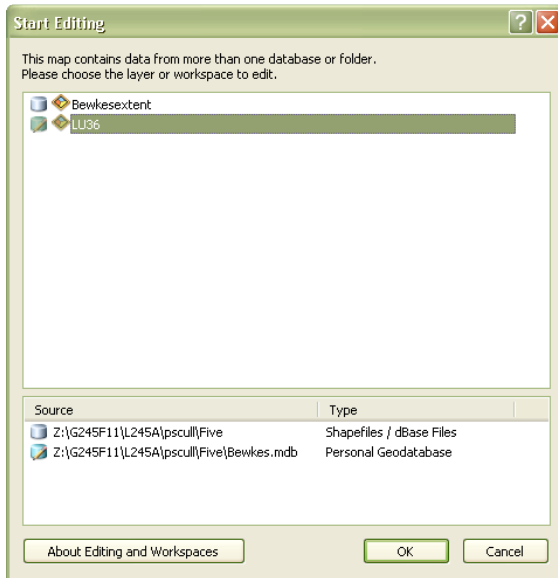 Start Editing
This map contains data from more than one database or folder.
Please choose the layer or workspace to edit.
Bewkesextent
LU36
Source Type
Z:\G245F11\L245A\pscull\Five Shapefiles / dBase Files
Z:\G245F11\L245A\pscull\Five\Bewkes.mdb Personal Geodatabase
About Editing and Workspaces OK Cancel